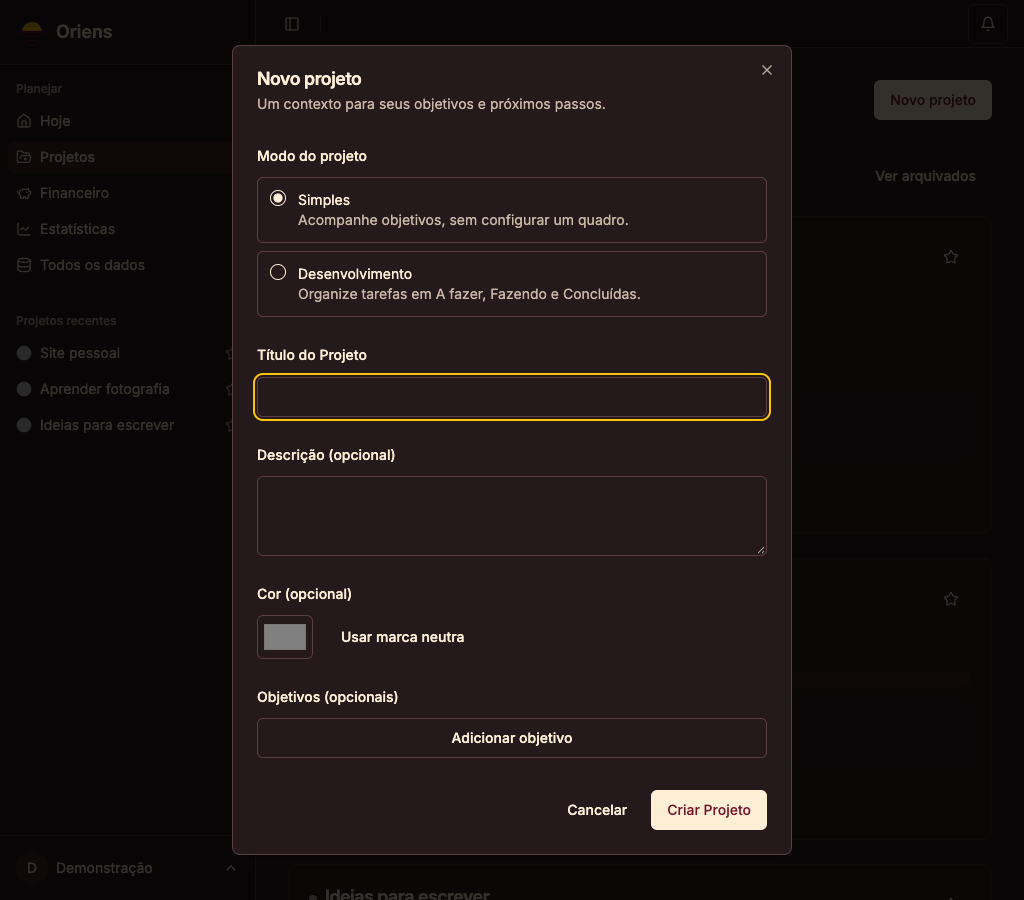 Oriens
Planejar
Hoje
Projetos
Financeiro
Estatísticas
Todos os dados
Projetos recentes
Site pessoal
Aprender fotografia
Ideias para escrever
D
Demonstração
Novo projeto
Ver arquivados
Novo projeto
Um contexto para seus objetivos e próximos passos.
Modo do projeto
Simples
Acompanhe objetivos, sem configurar um quadro.
Desenvolvimento
Organize tarefas em A fazer, Fazendo e Concluídas.
Título do Projeto
Descrição (opcional)
Cor (opcional)
Usar marca neutra
Objetivos (opcionais)
Adicionar objetivo
Cancelar
Criar Projeto
Ideias para escrever